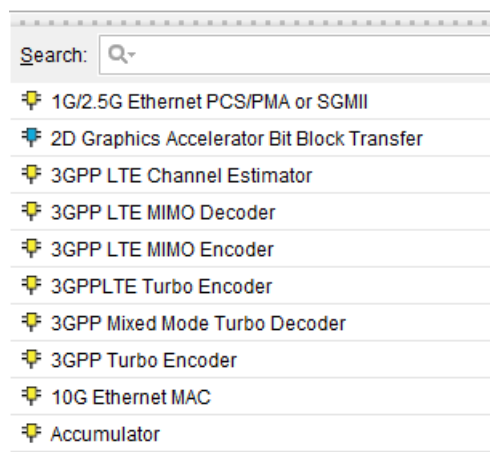 Search:
1G/2.5G Ethernet PCS/PMA or SGMII
2D Graphics Accelerator Bit Block Transfer
3GPP LTE Channel Estimator
3GPP LTE MIMO Decoder
3GPP LTE MIMO Encoder
3GPPLTE Turbo Encoder
3GPP Mixed Mode Turbo Decoder
3GPP Turbo Encoder
10G Ethernet MAC
Accumulator